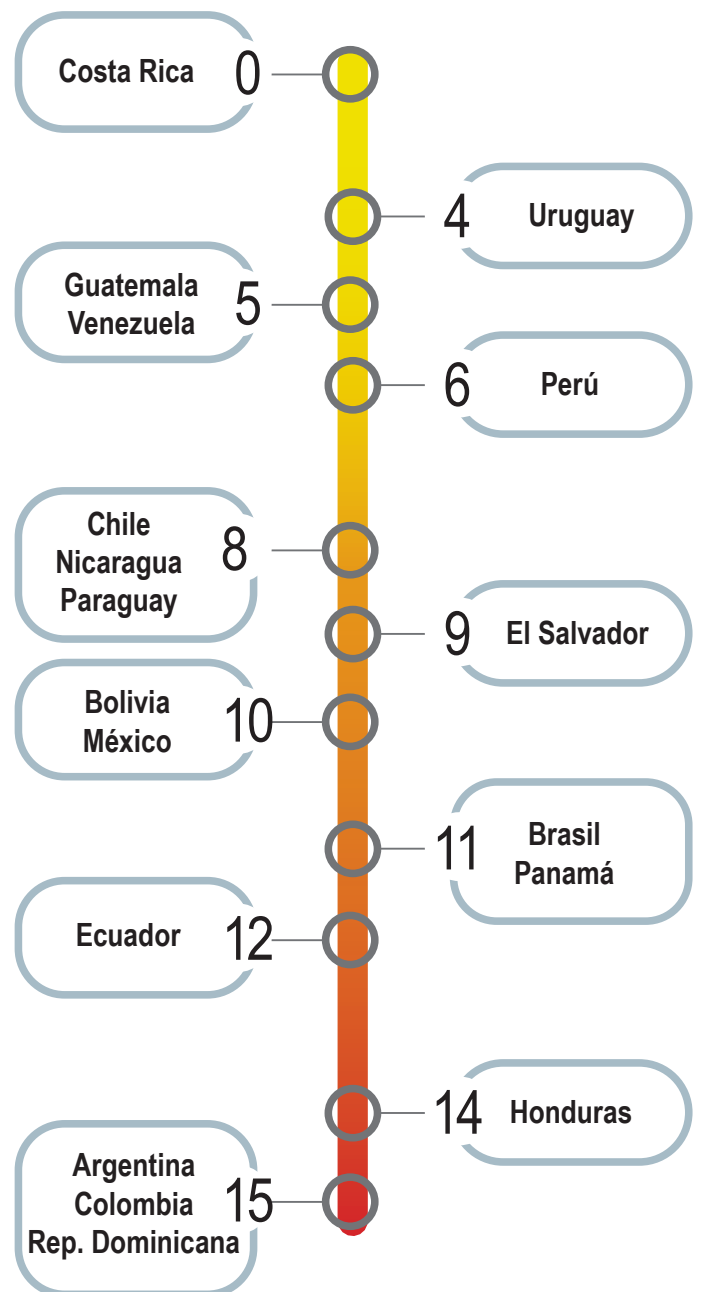 Costa Rica 0
4 Uruguay
Guatemala
Venezuela
5
6 Perú
Chile
Nicaragua
Paraguay
8
9 El Salvador
Bolivia
México
10
11
Brasil
Panamá
Ecuador 12
14 Honduras
Argentina
Colombia
Rep. Dominicana
15